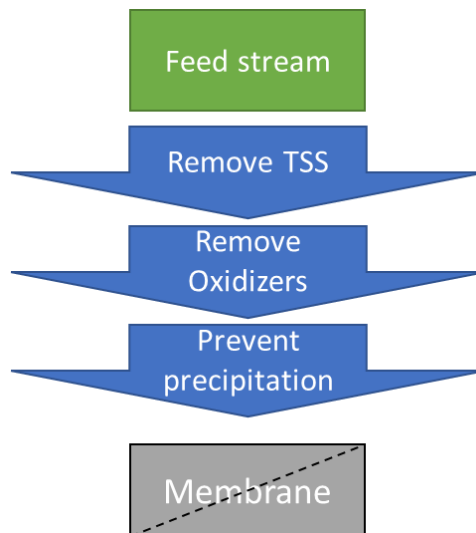 Feed stream
Remove TSS
Remove
Oxidizers
Prevent
precipitation
Membrane